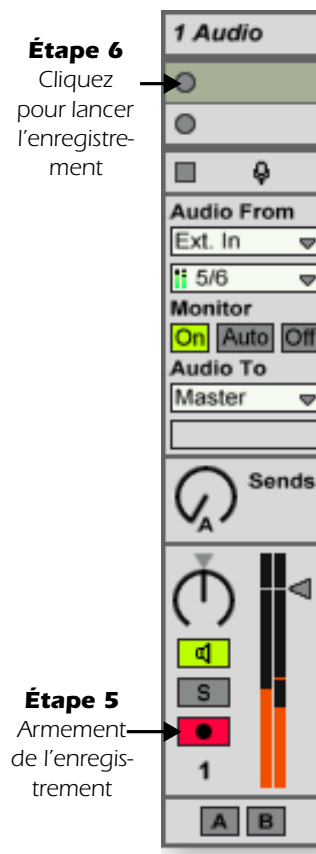 1 Audio
Étape 6
Cliquez
pour lancer
l'enregistre-
ment
Audio From
Ext. In
5/6
Monitor
On Auto Off
Audio To
Master
Sends
A
S
Étape 5
Armement
de l'enregis-
trement
1
A B